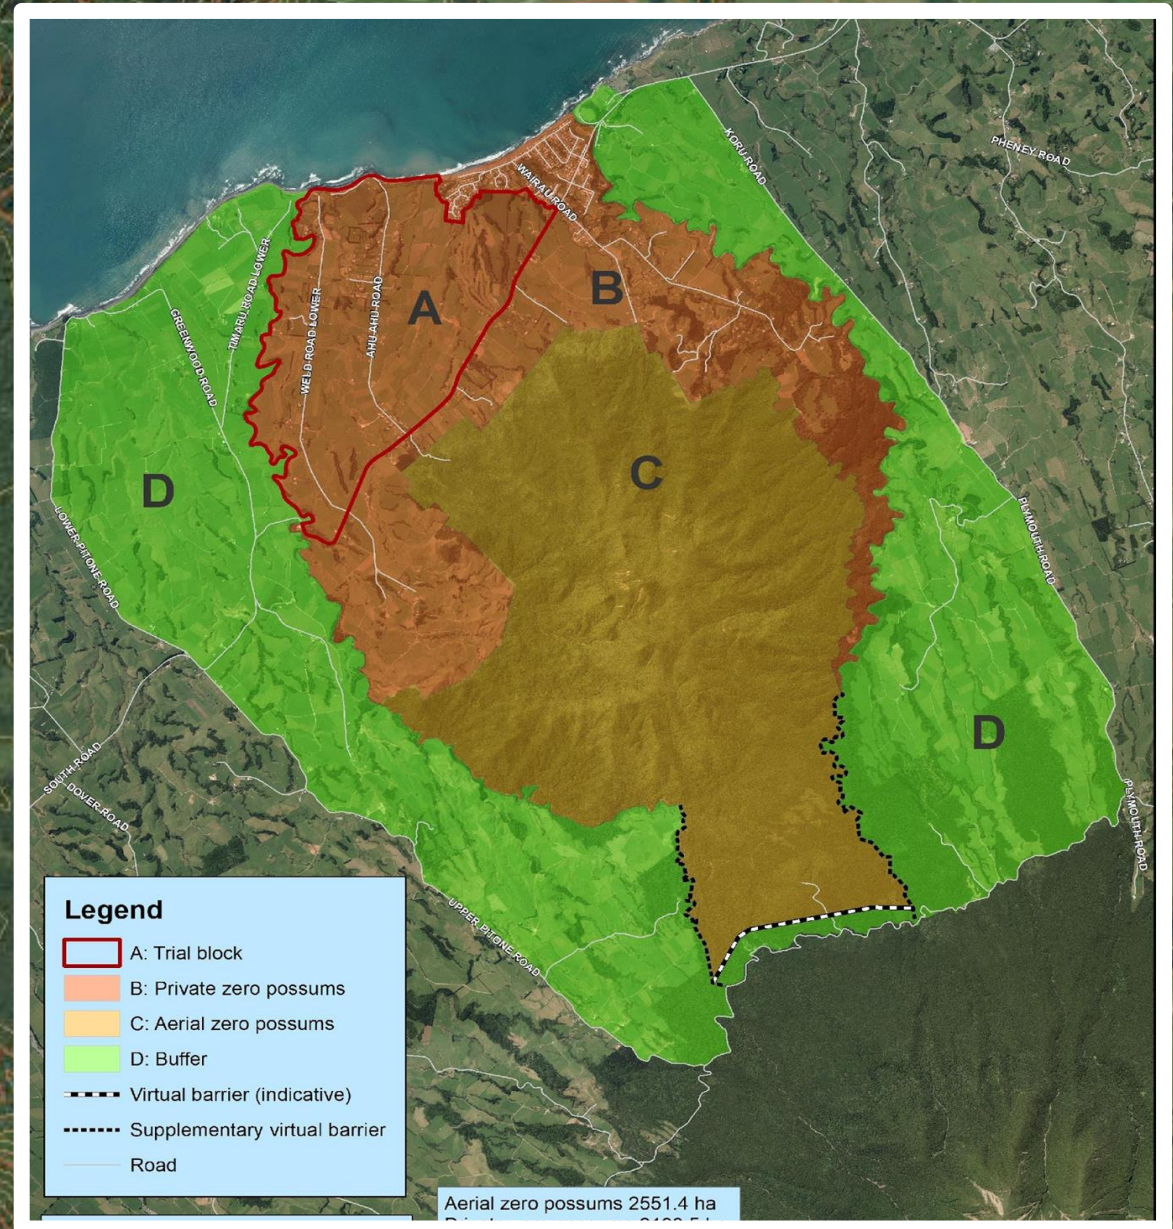 KORU ROAD
PHENEY ROAD
WAIRAU ROAD
TIMARU ROAD LOWER
GREENWOOD ROAD
WELD ROAD LOWER
AHU AHU ROAD
A
B
C
D
LOWER PITONE ROAD
PLYMOUTH ROAD
D
SOUTH ROAD
DOVER ROAD
PLYMOUTH ROAD
UPPER PITONE ROAD
Legend
A: Trial block
B: Private zero possums
C: Aerial zero possums
D: Buffer
Virtual barrier (indicative)
Supplementary virtual barrier
Road
Aerial zero possums 2551.4 ha